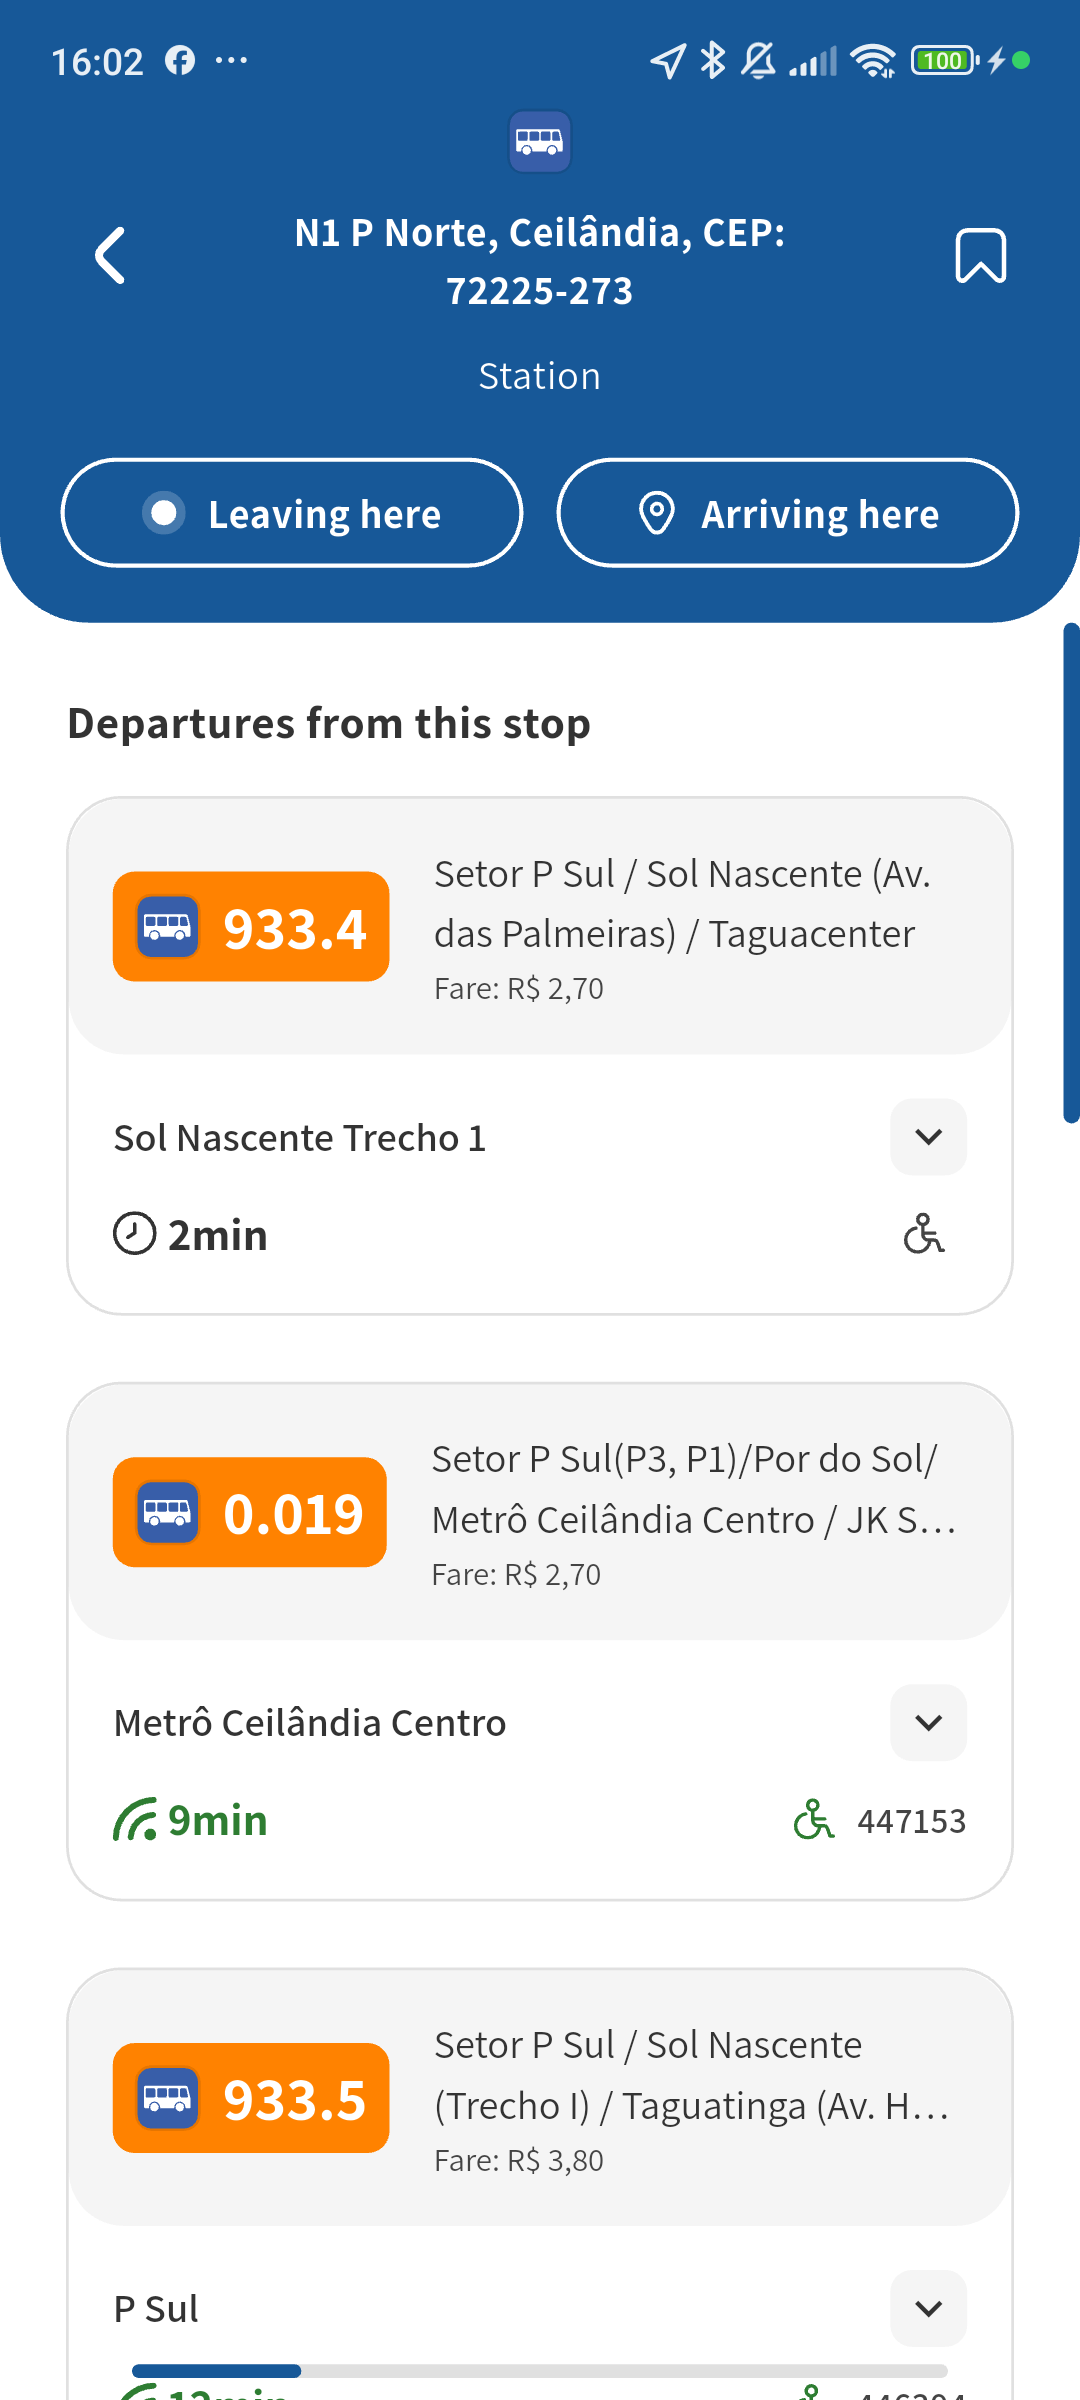 16:02
100
N1 P Norte, Ceilândia, CEP:
72225-273
Station
Leaving here
Arriving here
Departures from this stop
933.4
Setor P Sul / Sol Nascente (Av.
das Palmeiras) / Taguacenter
Fare: R$ 2,70
Sol Nascente Trecho 1
2min
0.019
Setor P Sul(P3, P1)/Por do Sol/
Metrô Ceilândia Centro / JK S...
Fare: R$ 2,70
Metrô Ceilândia Centro
9min
447153
933.5
Setor P Sul / Sol Nascente
(Trecho I) / Taguatinga (Av. H...
Fare: R$ 3,80
P Sul